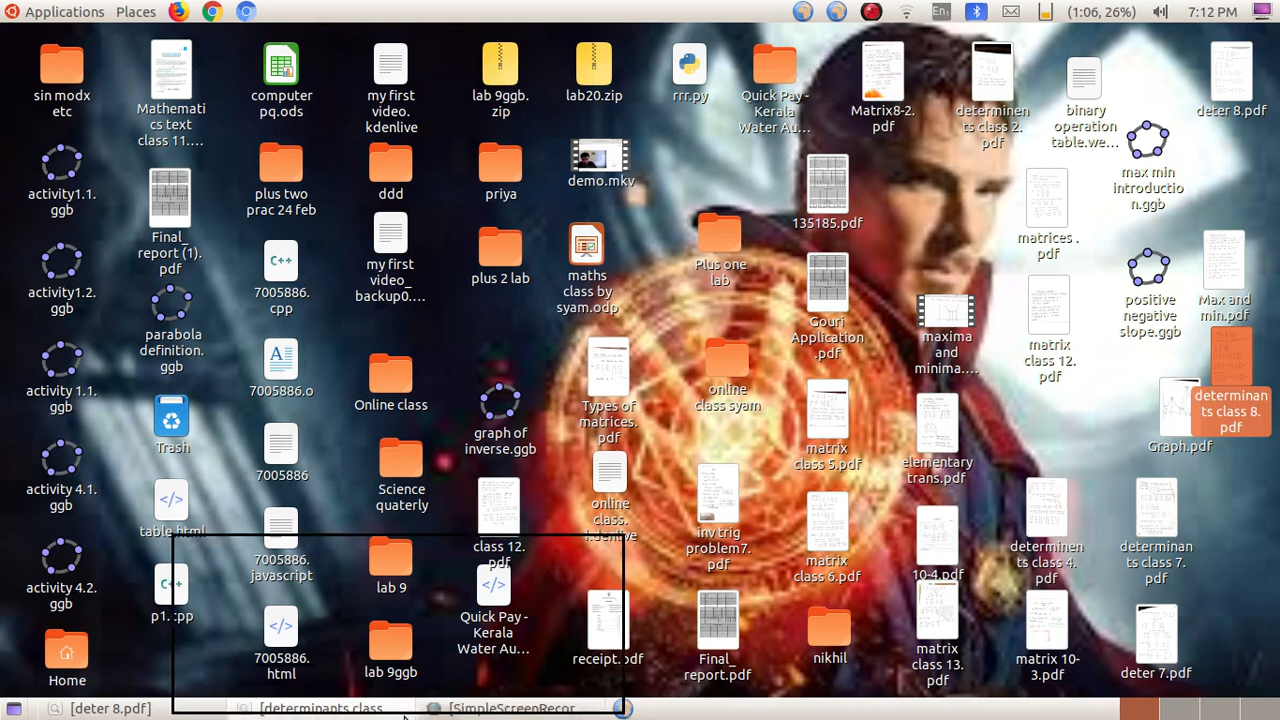 Applications Places En₁ (1:06, 26%) 7:12 PM
sin modx
etc
Mathemati
cs text
class 11....
computer
pq.ods
my first
video.
kdenlive
lab 9ggb.
zip
lab20.zip
rrr.py
Quick Pay -
Kerala
Water Au...
Matrix8-2.
pdf
determinen
ts class 2.
pdf
binary
operation
table.we...
deter 8.pdf
activity1.1.
ggb
plus two
prac 24 feb
ddd
priya
demo.mkv
135185.pdf
matrices .
pdf
max min
introductio
n.ggb
activity1.2.
ggb
Final_
report (1).
pdf
7005886.
cpp
my first
video_
backup0....
plus 2 lab
maths
class by
syam.odp
Plus one
lab
Gouri
Application
.pdf
maxima
and
minima....
matrix
class 12.
pdf
positive
negative
slope.ggb
Max and
min.pdf
parabola
definition.
ggb
activity 1.1.
ggb
7005886.o
Online class
graph of
inverse.ggb
Types of
matrices.
pdf
online
class syam
matrix
class 5.pdf
elementary
trans.pdf
Graph.pdf
determinan
ts class 8.
pdf
Trash
activity 4.1.
ggb
7005886
Science
quaterly
class 12.
pdf
online
class.
kdenlive
inv trig
problem7.
pdf
matrix
class 6.pdf
10-4.pdf
determinen
ts class 4.
pdf
determinan
ts class 7.
pdf
table.html
activity 4.2.
ggb
p1.cpp
7005886.
javascript
lab 9
Quick Pay -
Kerala
Water Au...
receipt.pdf
Final_
report.pdf
nikhil
matrix
class 13.
pdf
matrix 10-
3.pdf
deter 7.pdf
Home
7005886.
html
lab 9ggb
[deter 8.pdf] [determinants class [SimpleScreenRecor